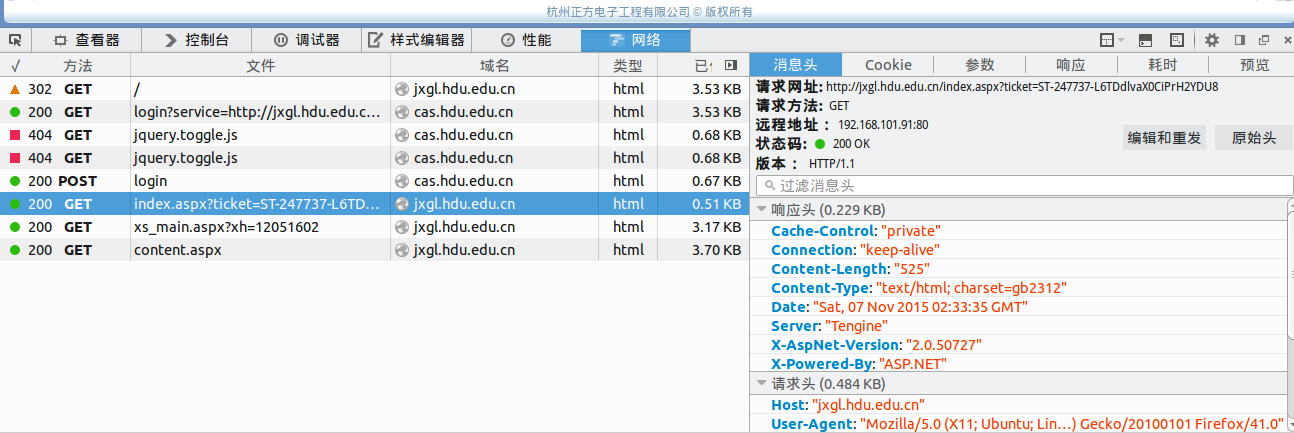 杭州正方电子工程有限公司 © 版权所有
查看器 控制台 调试器 样式编辑器 性能 网络
√ 方法 文件 域名 类型 已
302 GET / jxgl.hdu.edu.cn html 3.53 KB
200 GET login?service=http://jxgl.hdu.edu.c... cas.hdu.edu.cn html 3.53 KB
404 GET jquery.toggle.js cas.hdu.edu.cn html 0.68 KB
404 GET jquery.toggle.js cas.hdu.edu.cn html 0.68 KB
200 POST login cas.hdu.edu.cn html 0.67 KB
200 GET index.aspx?ticket=ST-247737-L6TD... jxgl.hdu.edu.cn html 0.51 KB
200 GET xs_main.aspx?xh=12051602 jxgl.hdu.edu.cn html 3.17 KB
200 GET content.aspx jxgl.hdu.edu.cn html 3.70 KB
消息头 Cookie 参数 响应 耗时 预览
请求网址: http://jxgl.hdu.edu.cn/index.aspx?ticket=ST-247737-L6TDdlvaX0CiPrH2YDU8
请求方法: GET
远程地址 : 192.168.101.91:80
状态码: 200 OK
编辑和重发 原始头
版本 : HTTP/1.1
过滤消息头
响应头 (0.229 KB)
Cache-Control: "private"
Connection: "keep-alive"
Content-Length: "525"
Content-Type: "text/html; charset=gb2312"
Date: "Sat, 07 Nov 2015 02:33:35 GMT"
Server: "Tengine"
X-AspNet-Version: "2.0.50727"
X-Powered-By: "ASP.NET"
请求头 (0.484 KB)
Host: "jxgl.hdu.edu.cn"
User-Agent: "Mozilla/5.0 (X11; Ubuntu; Lin...) Gecko/20100101 Firefox/41.0"